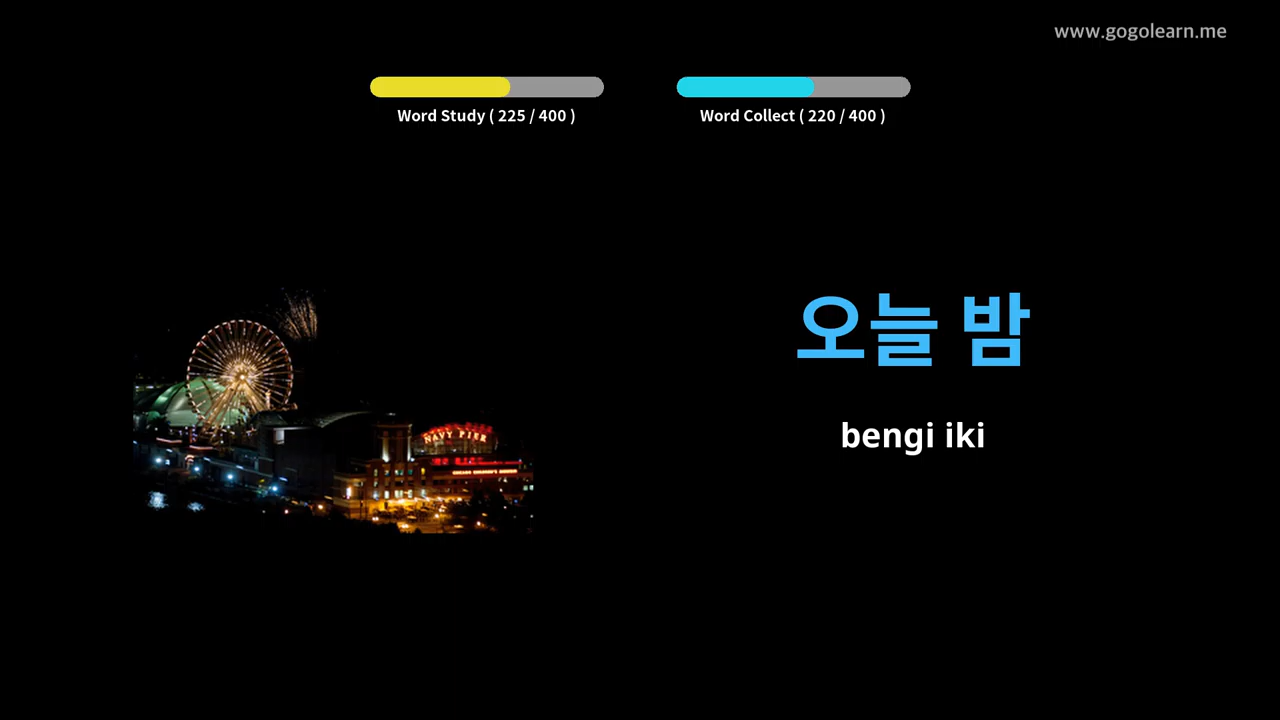 www.gogolearn.me
Word Study ( 225 / 400 )
Word Collect ( 220 / 400 )
오늘 밤
bengi iki
NAVY PIER